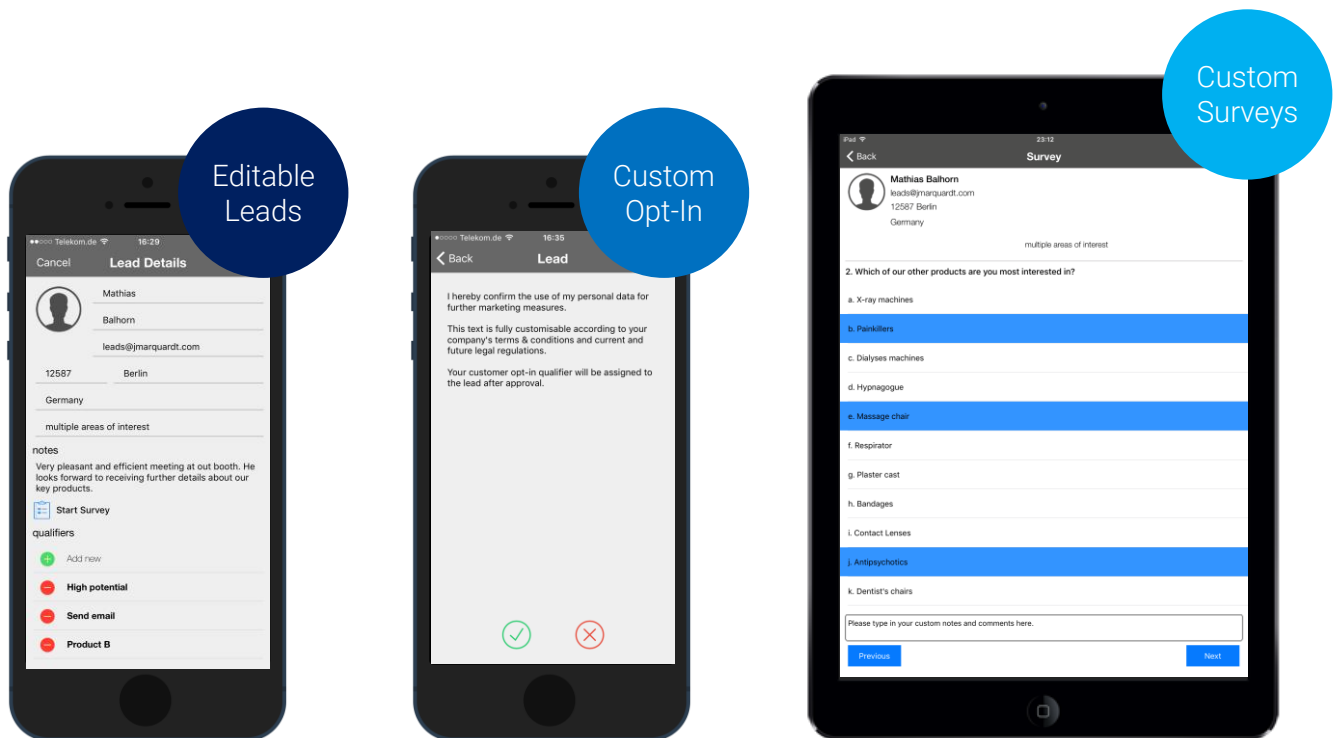 Editable
Leads
Telekom.de
16:29
Cancel
Lead Details
Mathias
Balhorn
leads@jmarquardt.com
12587
Berlin
Germany
multiple areas of interest
notes
Very pleasant and efficient meeting at out booth. He
looks forward to receiving further details about our
key products.
Start Survey
qualifiers
Add new
High potential
Send email
Product B
Custom
Opt-In
Telekom.de
16:35
Back
Lead
I hereby confirm the use of my personal data for
further marketing measures.
This text is fully customisable according to your
company's terms & conditions and current and
future legal regulations.
Your customer opt-in qualifier will be assigned to
the lead after approval.
Custom
Surveys
iPad
23:12
Back
Survey
Mathias Balhorn
leads@jmarquardt.com
12587 Berlin
Germany
multiple areas of interest
2. Which of our other products are you most interested in?
a. X-ray machines
b. Painkillers
c. Dialyses machines
d. Hypnagogue
e. Massage chair
f. Respirator
g. Plaster cast
h. Bandages
i. Contact Lenses
j. Antipsychotics
k. Dentist's chairs
Please type in your custom notes and comments here.
Previous
Next